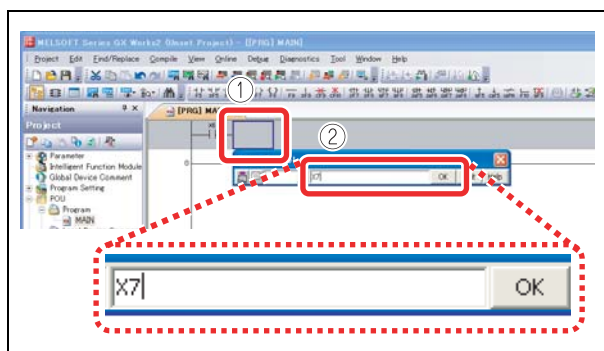 MELSOFT Series GX Works2 (Unset Project) - [[PRG] MAIN]
Project Edit Find/Replace Compile View Online Debug Diagnostics Tool Window Help
①
Navigation
[PRG] MA
Project
②
Parameter
Intelligent Function Module
Global Device Comment
Program Setting
POU
Program
MAIN
0
X7
OK
X7
OK